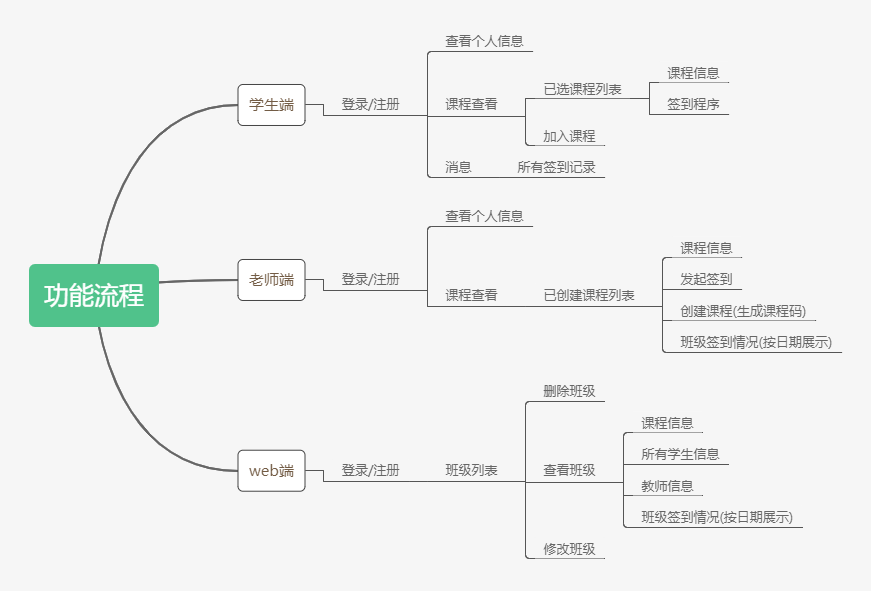 功能流程
学生端
登录/注册
查看个人信息
课程查看
已选课程列表
课程信息
签到程序
加入课程
消息
所有签到记录
老师端
登录/注册
查看个人信息
课程查看
已创建课程列表
课程信息
发起签到
创建课程(生成课程码)
班级签到情况(按日期展示)
web端
登录/注册
班级列表
删除班级
查看班级
课程信息
所有学生信息
教师信息
班级签到情况(按日期展示)
修改班级